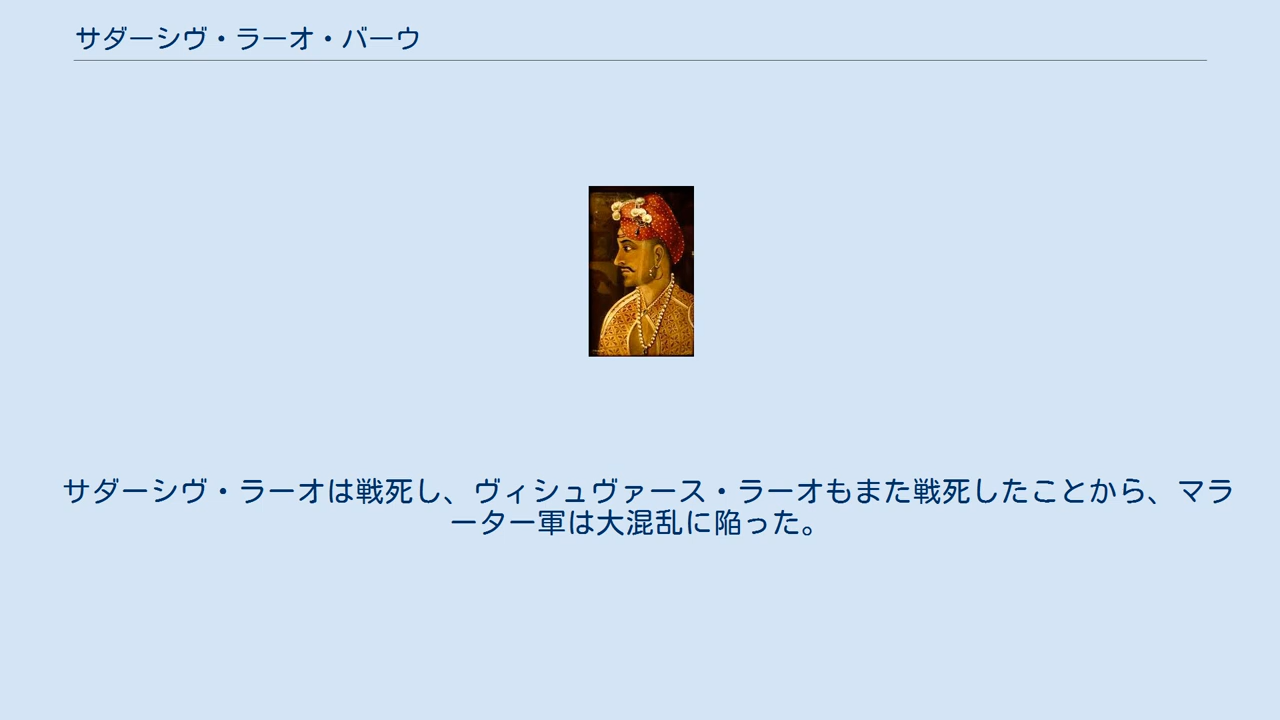 サダーシヴ・ラーオ・バーウ
サダーシヴ・ラーオは戦死し、ヴィシュヴァース・ラーオもまた戦死したことから、マラ
ーター軍は大混乱に陥った。